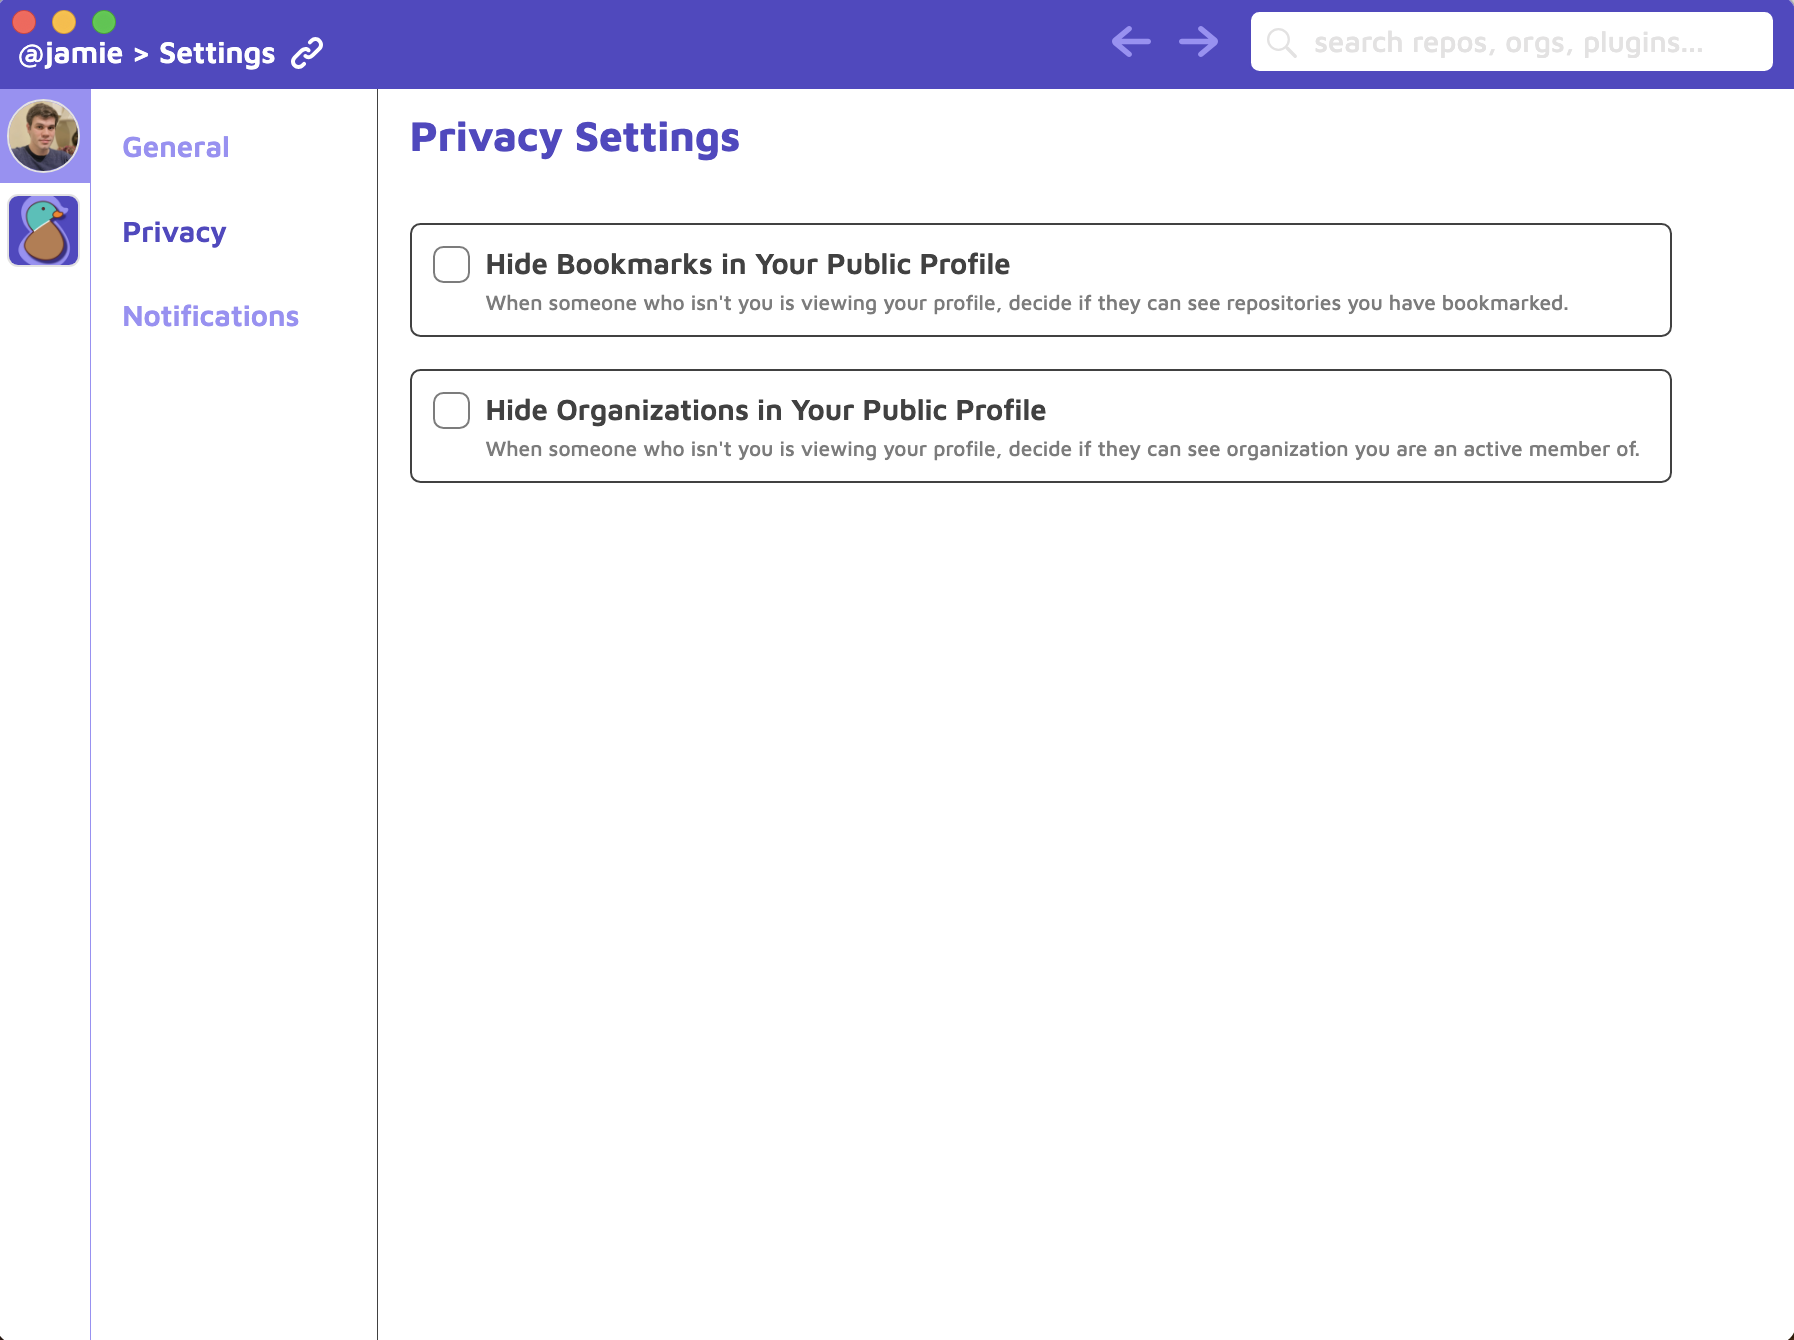 @jamie > Settings
search repos, orgs, plugins...
General
Privacy
Notifications
Privacy Settings
Hide Bookmarks in Your Public Profile
When someone who isn't you is viewing your profile, decide if they can see repositories you have bookmarked.
Hide Organizations in Your Public Profile
When someone who isn't you is viewing your profile, decide if they can see organization you are an active member of.